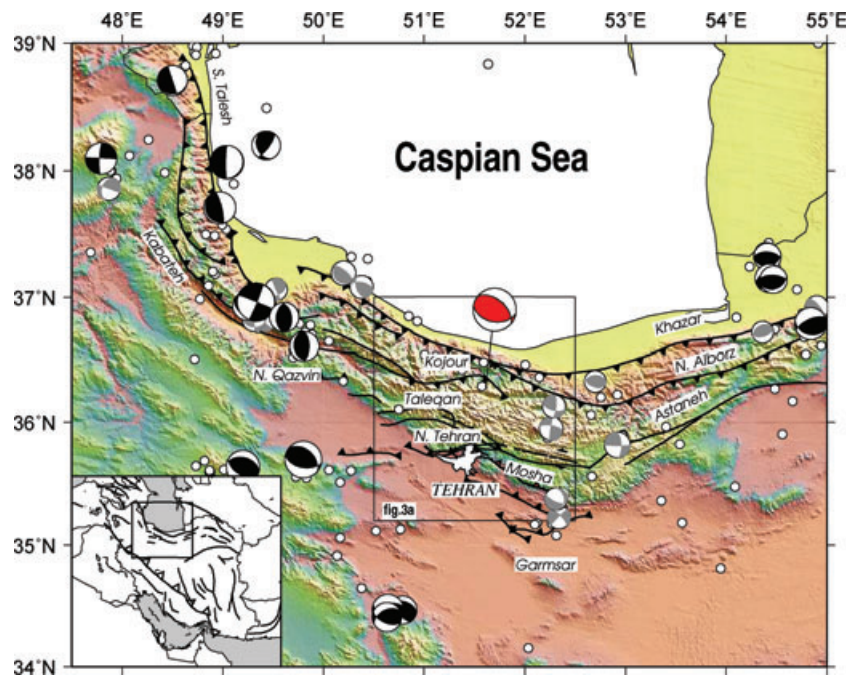 48°E 49°E 50°E 51°E 52°E 53°E 54°E 55°E
39°N
S. Talesh
Caspian Sea
38°N
Kabateh
37°N
Khazar
Kojour
N. Alborz
N. Qazvin
Taleqan
Astaneh
36°N
N. Tehran
Mosha
TEHRAN
fig.3a
35°N
Garmsar
34°N